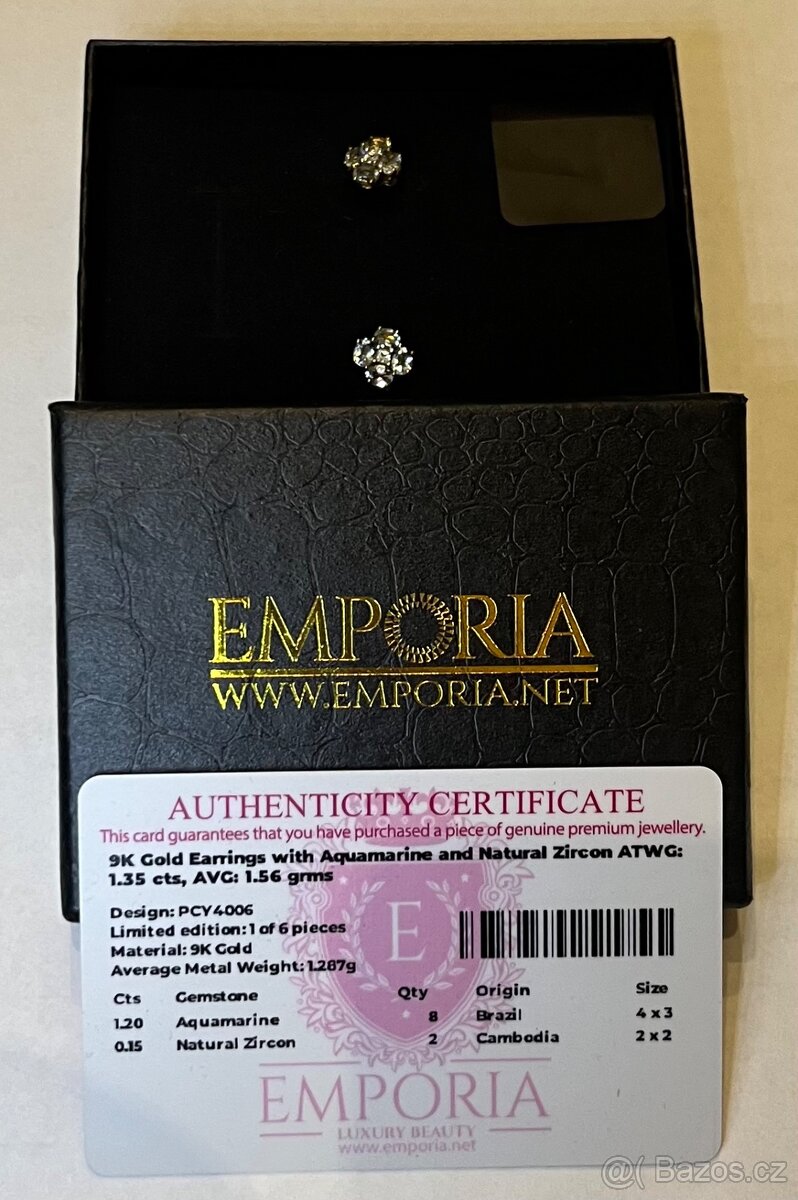 EMPORIA
WWW.EMPORIA.NET
AUTHENTICITY CERTIFICATE
This card guarantees that you have purchased a piece of genuine premium jewellery.
9K Gold Earrings with Aquamarine and Natural Zircon ATWG:
1.35 cts, AVG: 1.56 grms
Design: PCY4006
Limited edition: 1 of 6 pieces
Material: 9K Gold
Average Metal Weight: 1.287g
Cts Gemstone Qty Origin Size
1.20 Aquamarine 8 Brazil 4 x 3
0.15 Natural Zircon 2 Cambodia 2 x 2
E
EMPORIA
LUXURY BEAUTY
www.emporia.net
@( Bazos.cz